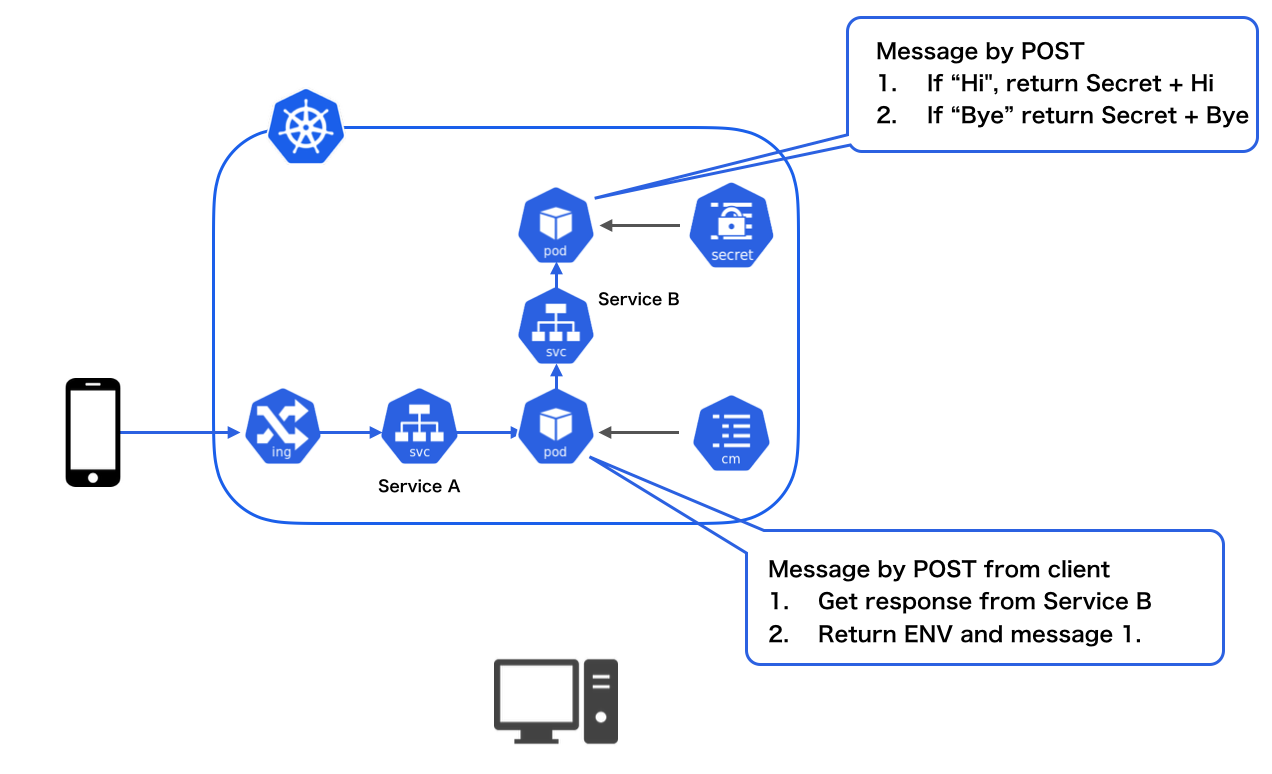 Message by POST
1. If “Hi", return Secret + Hi
2. If “Bye” return Secret + Bye
pod
secret
Service B
svc
ing
svc
pod
cm
Service A
Message by POST from client
1. Get response from Service B
2. Return ENV and message 1.